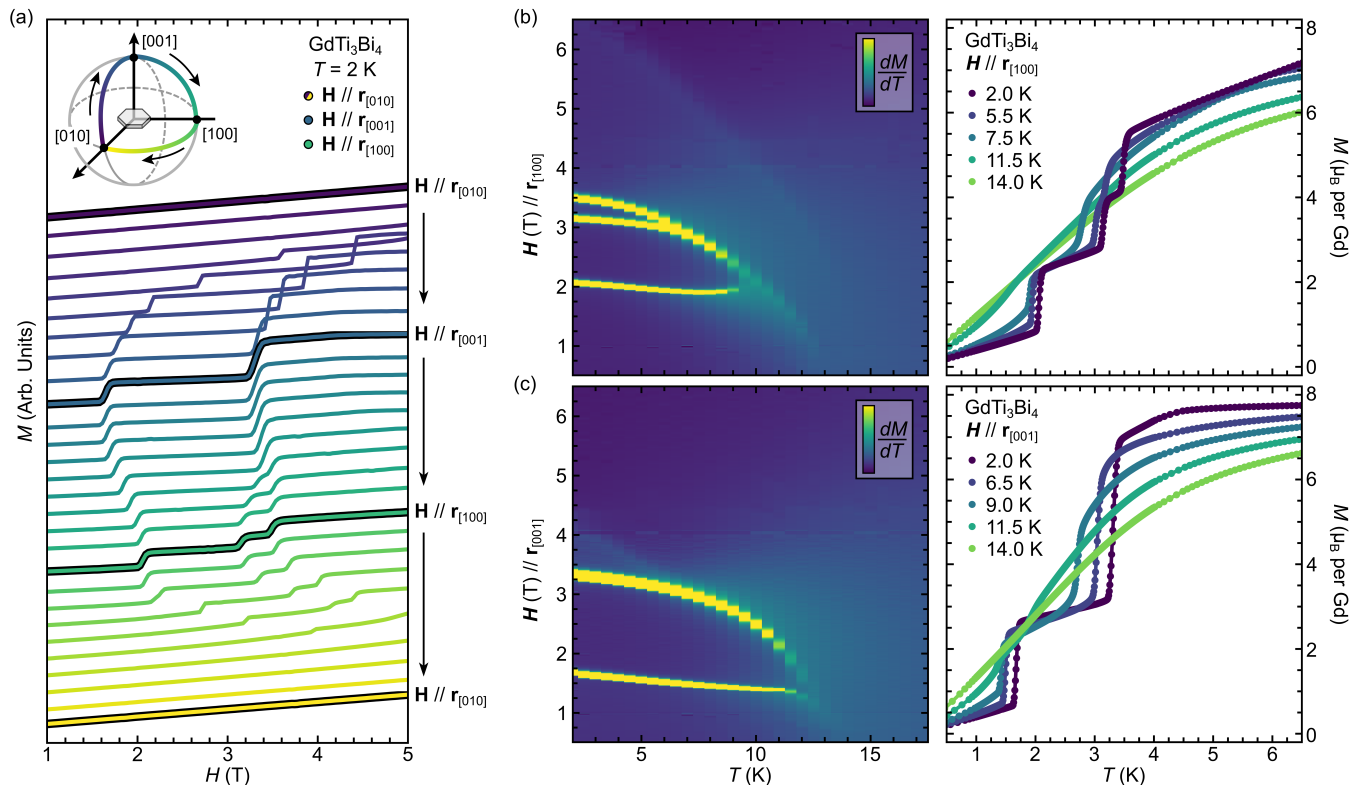 (a)
[001]
[010]
[100]
GdTi₃Bi₄
T = 2 K
H // r[010]
H // r[001]
H // r[100]
H // r[010]
H // r[001]
H // r[100]
H // r[010]
M (Arb. Units)
1 2 3 4 5
H (T)
(b)
6
5
4
3
2
1
H (T) // r[100]
dM
dT
GdTi₃Bi₄
H // r[100]
2.0 K
5.5 K
7.5 K
11.5 K
14.0 K
8
6
4
2
0
M (μB per Gd)
(c)
6
5
4
3
2
1
H (T) // r[001]
dM
dT
5 10 15
T (K)
GdTi₃Bi₄
H // r[001]
2.0 K
6.5 K
9.0 K
11.5 K
14.0 K
8
6
4
2
0
M (μB per Gd)
1 2 3 4 5 6
T (K)